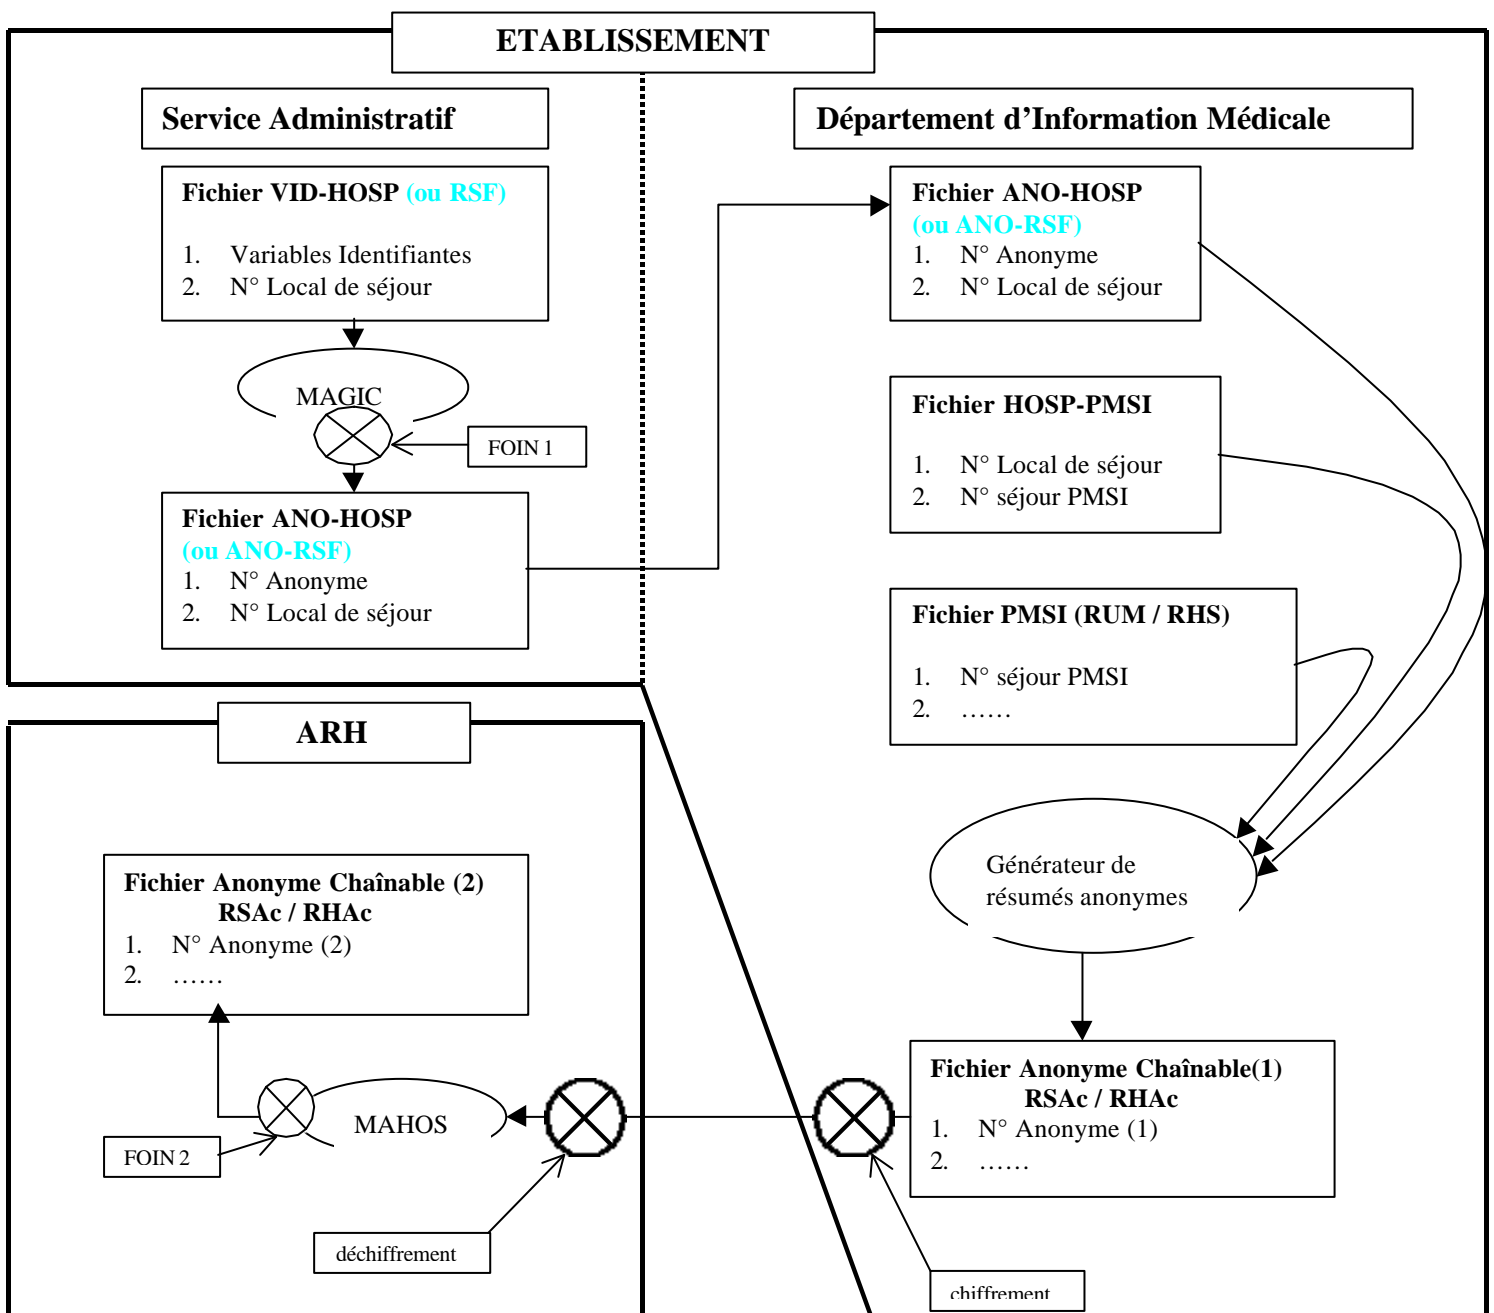 ETABLISSEMENT
Service Administratif
Fichier VID-HOSP (ou RSF)
1. Variables Identifiantes
2. N° Local de séjour
MAGIC
FOIN 1
Fichier ANO-HOSP
(ou ANO-RSF)
1. N° Anonyme
2. N° Local de séjour
Département d’Information Médicale
Fichier ANO-HOSP
(ou ANO-RSF)
1. N° Anonyme
2. N° Local de séjour
Fichier HOSP-PMSI
1. N° Local de séjour
2. N° séjour PMSI
Fichier PMSI (RUM / RHS)
1. N° séjour PMSI
2. ……
Générateur de
résumés anonymes
Fichier Anonyme Chaînable(1)
RSAc / RHAc
1. N° Anonyme (1)
2. ……
chiffrement
ARH
Fichier Anonyme Chaînable (2)
RSAc / RHAc
1. N° Anonyme (2)
2. ……
MAHOS
FOIN 2
déchiffrement